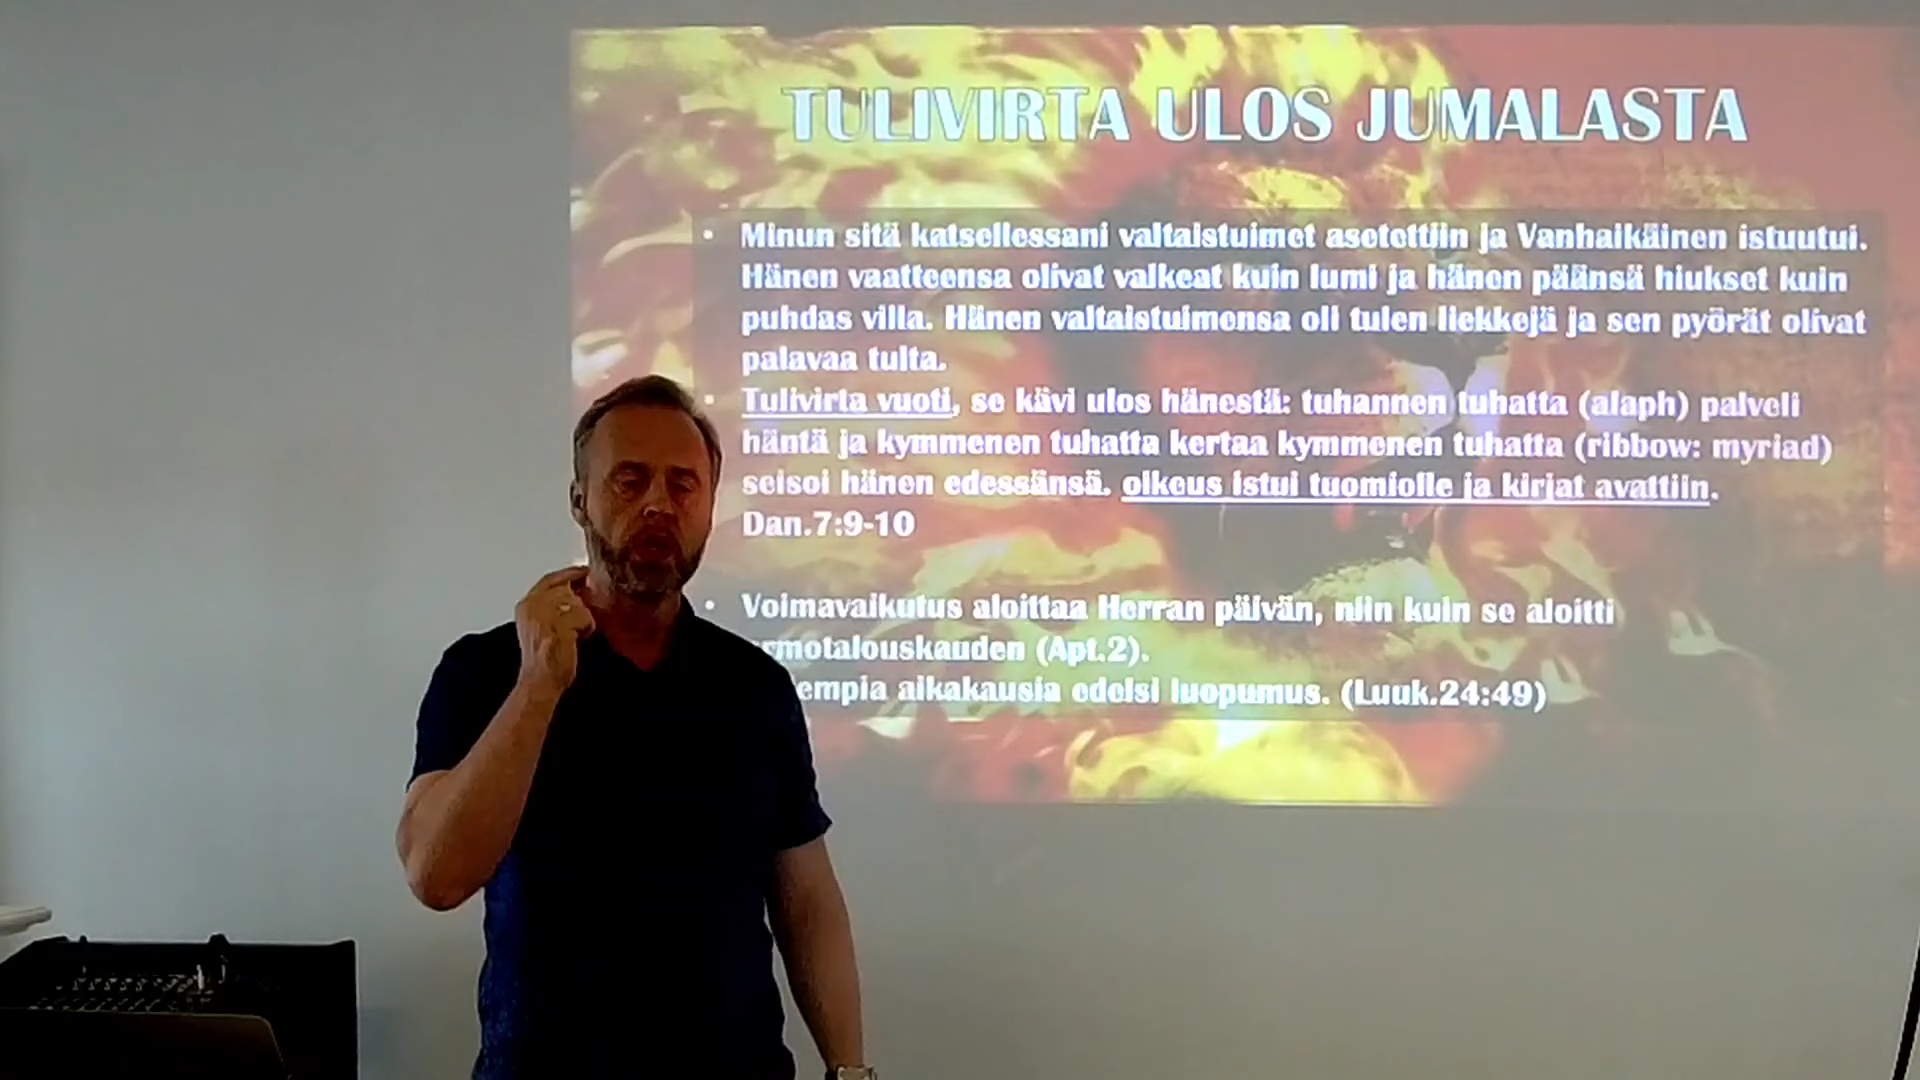 TULIVIRTA ULOS JUMALASTA
• Minun sitä katsellessani valtaistuimet asetettiin ja Vanhaikäinen istuutui.
Hänen vaatteensa olivat valkeat kuin lumi ja hänen päänsä hiukset kuin
puhdas villa. Hänen valtaistuimensa oli tulen liekkejä ja sen pyörät olivat
palavaa tulta.
• Tulivirta vuoti, se kävi ulos hänestä: tuhannen tuhatta (alaph) palveli
häntä ja kymmenen tuhatta kertaa kymmenen tuhatta (ribbow: myriad)
seisoi hänen edessänsä. oikeus istui tuomiolle ja kirjat avattiin.
Dan.7:9-10
• Voimavaikutus aloittaa Herran päivän, niin kuin se aloitti
rmotalouskauden (Apt.2).
empia aikakausia edelsi luopumus. (Luuk.24:49)